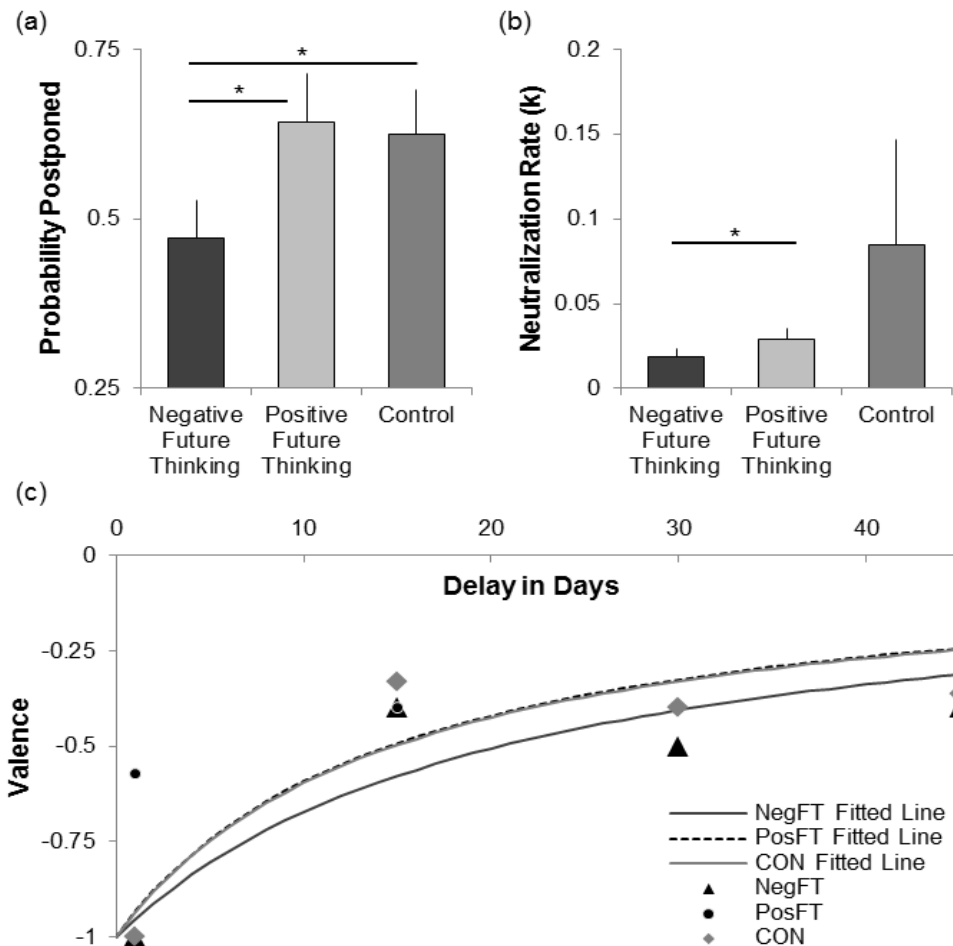 (a)
0.75
0.5
0.25
Probability Postponed
*
*
Negative Future Thinking
Positive Future Thinking
Control
(b)
0.2
0.15
0.1
0.05
0
Neutralization Rate (k)
*
Negative Future Thinking
Positive Future Thinking
Control
(c)
0 10 20 30 40
0
Delay in Days
-0.25
-0.5
-0.75
-1
Valence
NegFT Fitted Line
PosFT Fitted Line
CON Fitted Line
NegFT
PosFT
CON